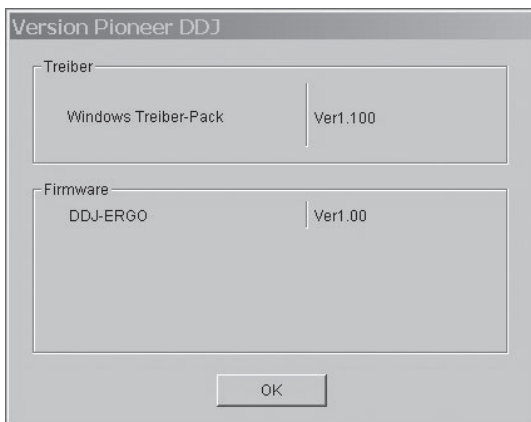 Version Pioneer DDJ
Treiber
Windows Treiber-Pack Ver1.100
Firmware
DDJ-ERGO Ver1.00
OK